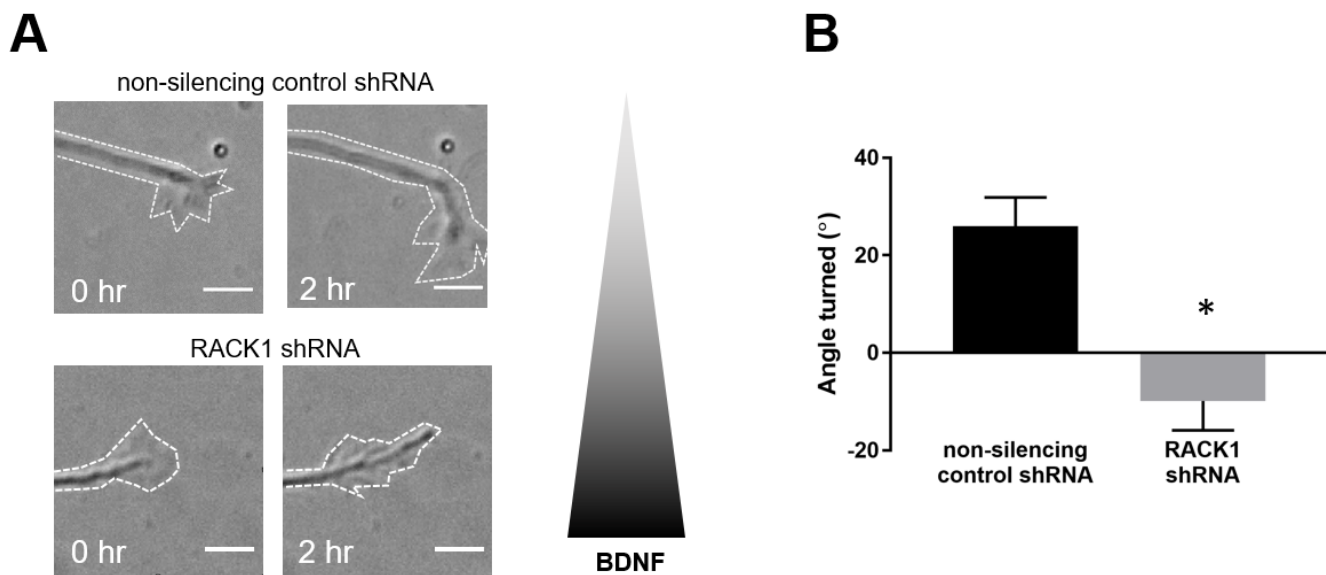 A
non-silencing control shRNA
0 hr
2 hr
RACK1 shRNA
0 hr
2 hr
BDNF
B
Angle turned (°)
40
20
0
-20
*
non-silencing
control shRNA
RACK1
shRNA